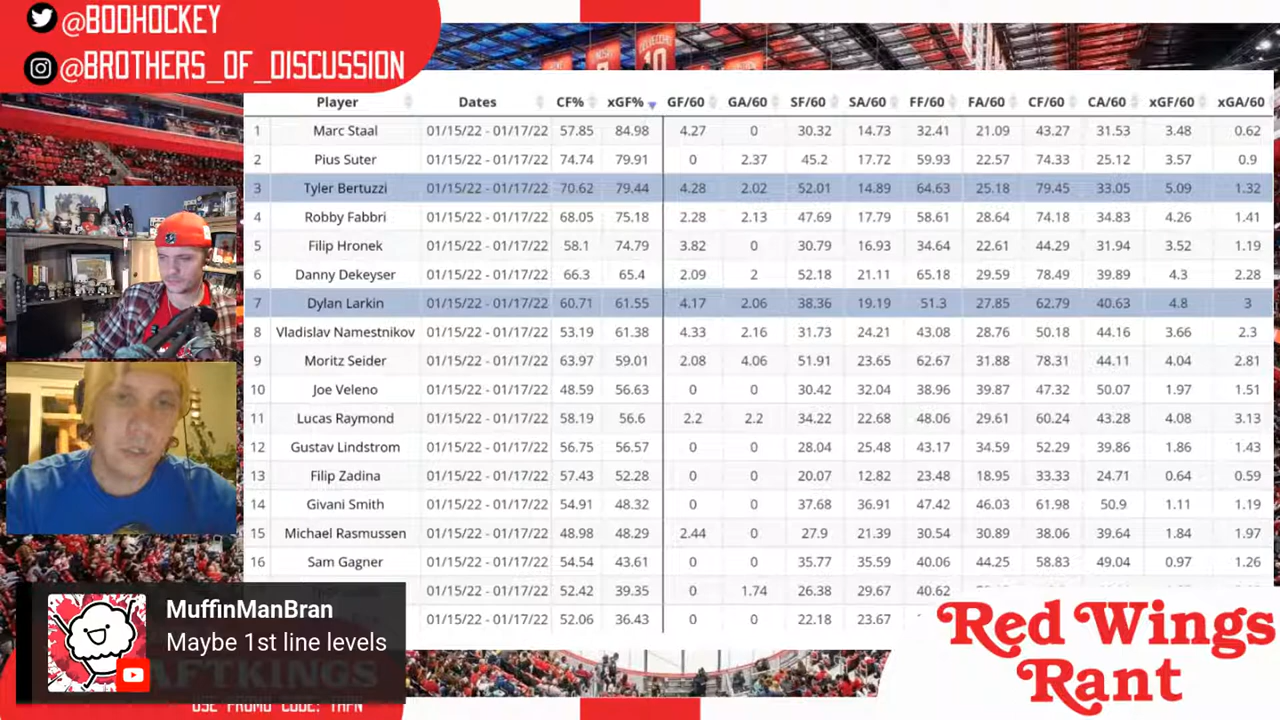 @BODHOCKEY
@BROTHERS_OF_DISCUSSION
10
Player Dates CF% xGF% GF/60 GA/60 SF/60 SA/60 FF/60 FA/60 CF/60 CA/60 xGF/60 xGA/60
1 Marc Staal 01/15/22 - 01/17/22 57.85 84.98 4.27 0 30.32 14.73 32.41 21.09 43.27 31.53 3.48 0.62
2 Pius Suter 01/15/22 - 01/17/22 74.74 79.91 0 2.37 45.2 17.72 59.93 22.57 74.33 25.12 3.57 0.9
3 Tyler Bertuzzi 01/15/22 - 01/17/22 70.62 79.44 4.28 2.02 52.01 14.89 64.63 25.18 79.45 33.05 5.09 1.32
4 Robby Fabbri 01/15/22 - 01/17/22 68.05 75.18 2.28 2.13 47.69 17.79 58.61 28.64 74.18 34.83 4.26 1.41
5 Filip Hronek 01/15/22 - 01/17/22 58.1 74.79 3.82 0 30.79 16.93 34.64 22.61 44.29 31.94 3.52 1.19
6 Danny Dekeyser 01/15/22 - 01/17/22 66.3 65.4 2.09 2 52.18 21.11 65.18 29.59 78.49 39.89 4.3 2.28
7 Dylan Larkin 01/15/22 - 01/17/22 60.71 61.55 4.17 2.06 38.36 19.19 51.3 27.85 62.79 40.63 4.8 3
8 Vladislav Namestnikov 01/15/22 - 01/17/22 53.19 61.38 4.33 2.16 31.73 24.21 43.08 28.76 50.18 44.16 3.66 2.3
9 Moritz Seider 01/15/22 - 01/17/22 63.97 59.01 2.08 4.06 51.91 23.65 62.67 31.88 78.31 44.11 4.04 2.81
10 Joe Veleno 01/15/22 - 01/17/22 48.59 56.63 0 0 30.42 32.04 38.96 39.87 47.32 50.07 1.97 1.51
11 Lucas Raymond 01/15/22 - 01/17/22 58.19 56.6 2.2 2.2 34.22 22.68 48.06 29.61 60.24 43.28 4.08 3.13
12 Gustav Lindstrom 01/15/22 - 01/17/22 56.75 56.57 0 0 28.04 25.48 43.17 34.59 52.29 39.86 1.86 1.43
13 Filip Zadina 01/15/22 - 01/17/22 57.43 52.28 0 0 20.07 12.82 23.48 18.95 33.33 24.71 0.64 0.59
14 Givani Smith 01/15/22 - 01/17/22 54.91 48.32 0 0 37.68 36.91 47.42 46.03 61.98 50.9 1.11 1.19
15 Michael Rasmussen 01/15/22 - 01/17/22 48.98 48.29 2.44 0 27.9 21.39 30.54 30.89 38.06 39.64 1.84 1.97
16 Sam Gagner 01/15/22 - 01/17/22 54.54 43.61 0 0 35.77 35.59 40.06 44.25 58.83 49.04 0.97 1.26
01/15/22 - 01/17/22 52.42 39.35 0 1.74 26.38 29.67 40.62
01/15/22 - 01/17/22 52.06 36.43 0 0 22.18 23.67
MuffinManBran
Maybe 1st line levels
AFTKINGS
USE PROMO CODE: THPN
Red Wings
Rant